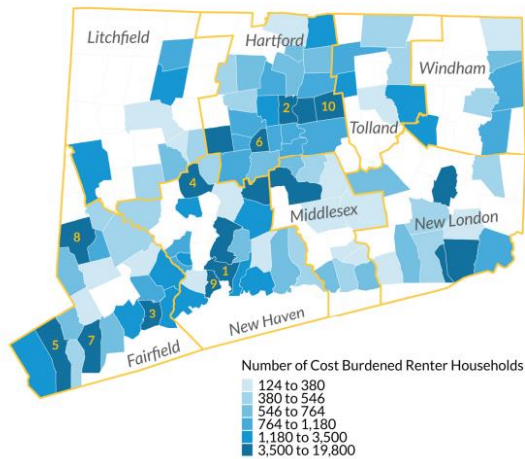 Litchfield
Hartford
Windham
2
10
Tolland
6
4
Middlesex
New London
8
1
9
3
5
7
Fairfield
New Haven
Number of Cost Burdened Renter Households
124 to 380
380 to 546
546 to 764
764 to 1,180
1,180 to 3,500
3,500 to 19,800